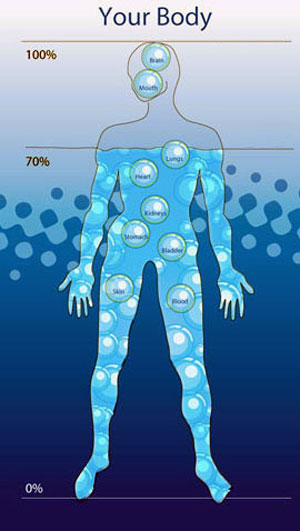 Your Body
100%
Brain
Mouth
70%
Lungs
Heart
Kidneys
Stomach
Bladder
Skin
Blood
0%